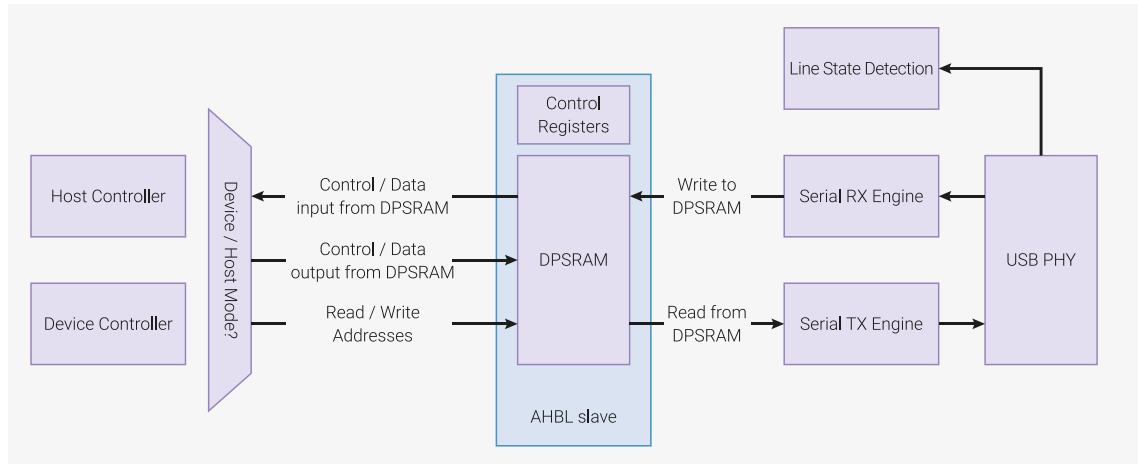 Line State Detection
Control
Registers
Host Controller
Device / Host Mode?
Control / Data
input from DPSRAM
Write to
DPSRAM
Serial RX Engine
Control / Data
output from DPSRAM
DPSRAM
USB PHY
Device Controller
Read / Write
Addresses
Read from
DPSRAM
Serial TX Engine
AHBL slave